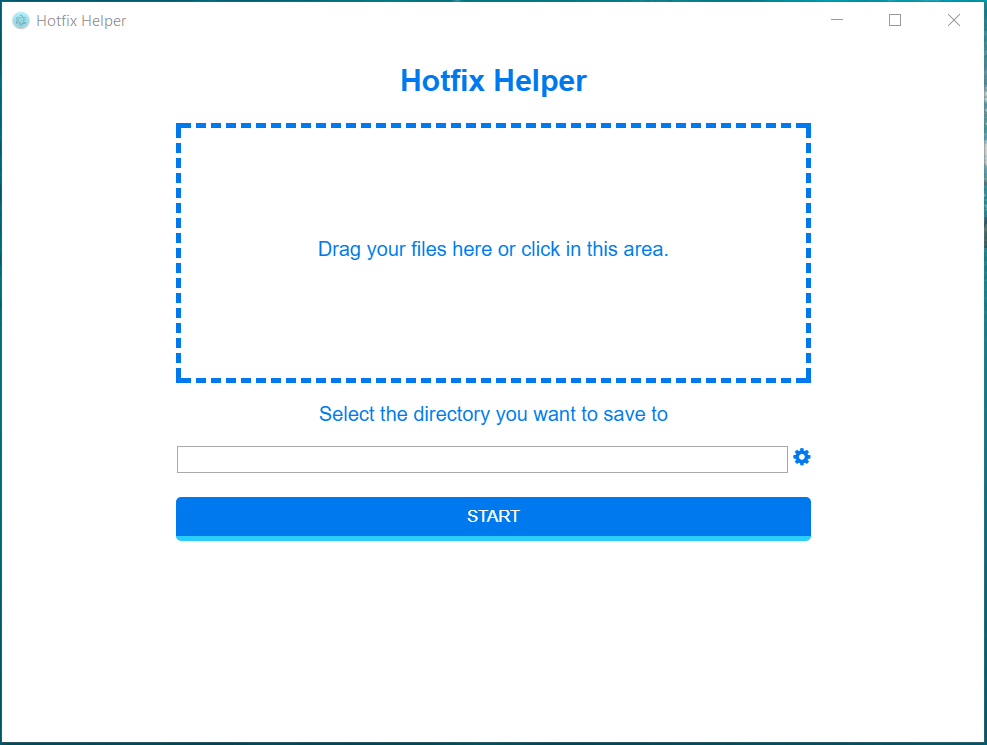 Hotfix Helper
Hotfix Helper
Drag your files here or click in this area.
Select the directory you want to save to
START